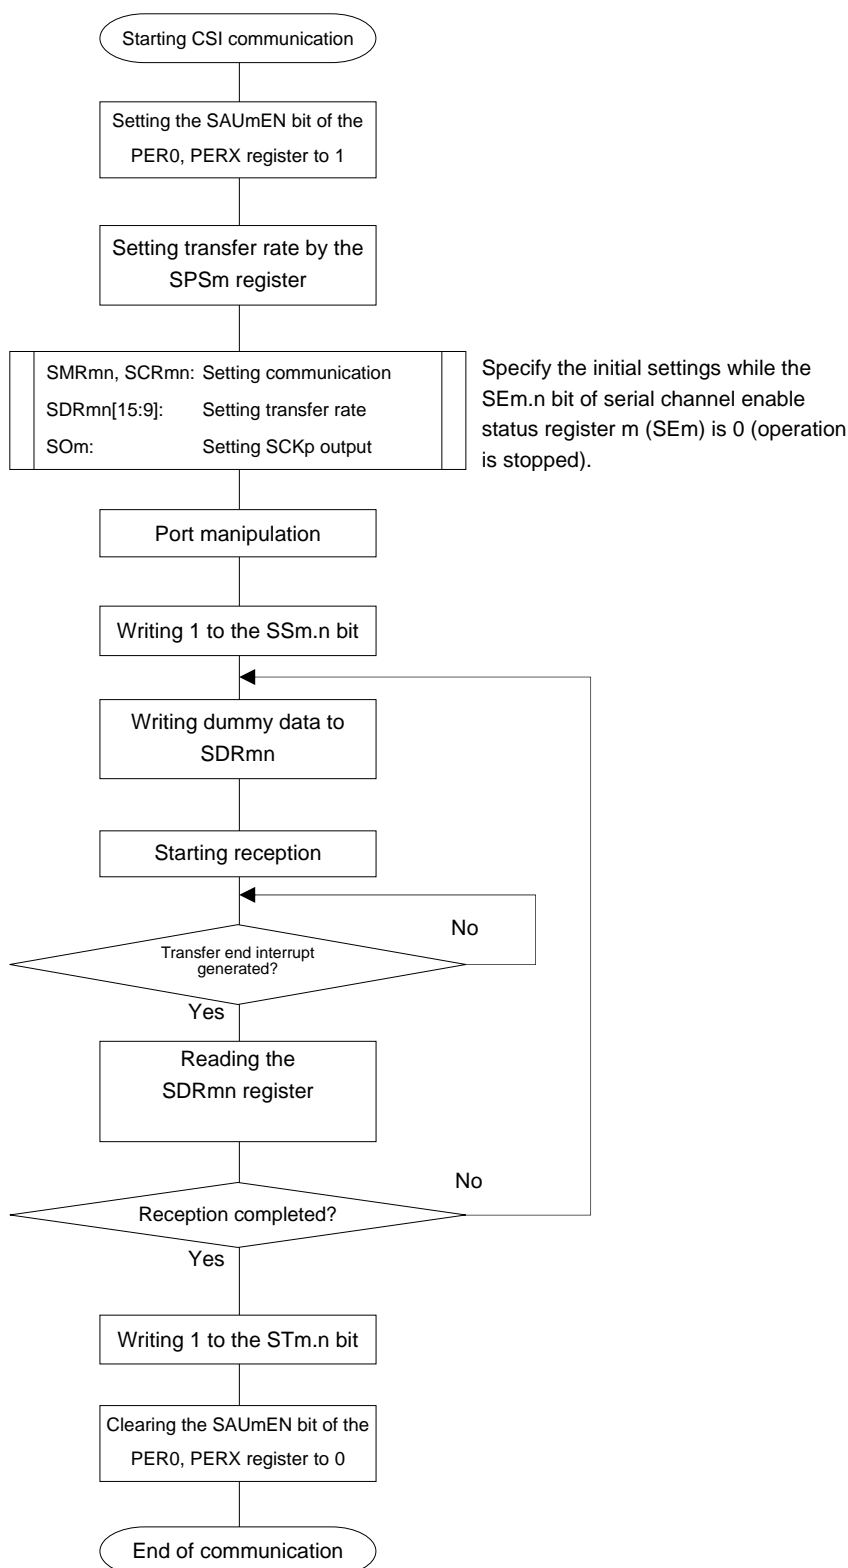 Starting CSI communication
Setting the SAUmEN bit of the
PER0, PERX register to 1
Setting transfer rate by the
SPSm register
SMRmn, SCRmn: Setting communication
SDRmn[15:9]: Setting transfer rate
SOm: Setting SCKp output
Specify the initial settings while the
SEm.n bit of serial channel enable
status register m (SEm) is 0 (operation
is stopped).
Port manipulation
Writing 1 to the SSm.n bit
Writing dummy data to
SDRmn
Starting reception
No
Transfer end interrupt
generated?
Yes
Reading the
SDRmn register
No
Reception completed?
Yes
Writing 1 to the STm.n bit
Clearing the SAUmEN bit of the
PER0, PERX register to 0
End of communication